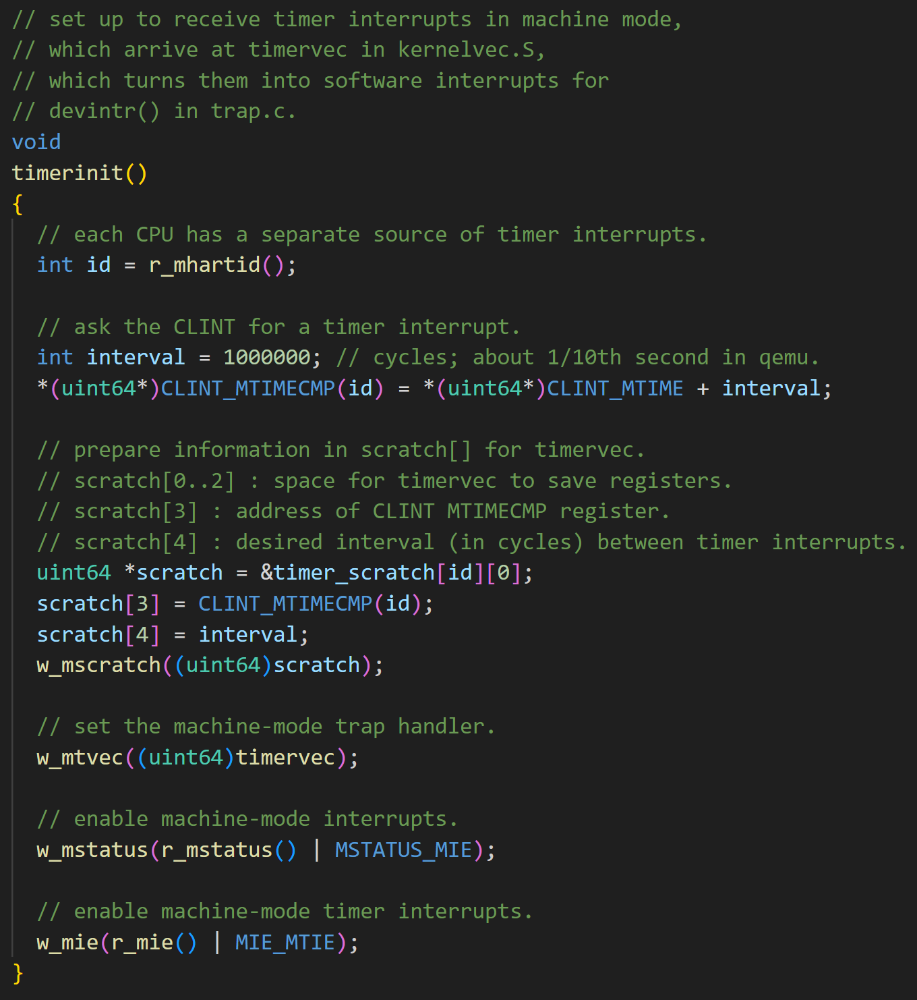 // set up to receive timer interrupts in machine mode,
// which arrive at timervec in kernelvec.S,
// which turns them into software interrupts for
// devintr() in trap.c.
void
timerinit()
{
  // each CPU has a separate source of timer interrupts.
  int id = r_mhartid();

  // ask the CLINT for a timer interrupt.
  int interval = 1000000; // cycles; about 1/10th second in qemu.
  *(uint64*)CLINT_MTIMECMP(id) = *(uint64*)CLINT_MTIME + interval;

  // prepare information in scratch[] for timervec.
  // scratch[0..2] : space for timervec to save registers.
  // scratch[3] : address of CLINT MTIMECMP register.
  // scratch[4] : desired interval (in cycles) between timer interrupts.
  uint64 *scratch = &timer_scratch[id][0];
  scratch[3] = CLINT_MTIMECMP(id);
  scratch[4] = interval;
  w_mscratch((uint64)scratch);

  // set the machine-mode trap handler.
  w_mtvec((uint64)timervec);

  // enable machine-mode interrupts.
  w_mstatus(r_mstatus() | MSTATUS_MIE);

  // enable machine-mode timer interrupts.
  w_mie(r_mie() | MIE_MTIE);
}